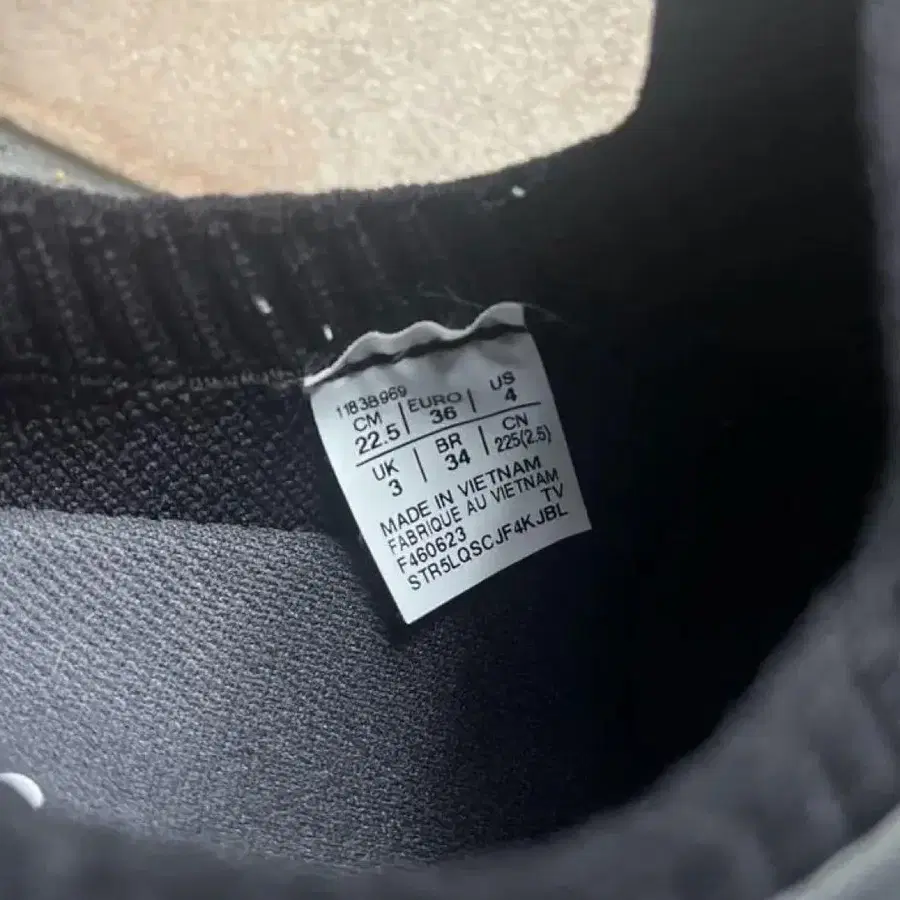 11838969
CM | EURO | US
22.5 | 36 | 4
UK | BR | CN
3 | 34 | 225(2.5)
MADE IN VIETNAM
FABRIQUE AU VIETNAM
F460623 TV
STR5LQSCJF4KJBL